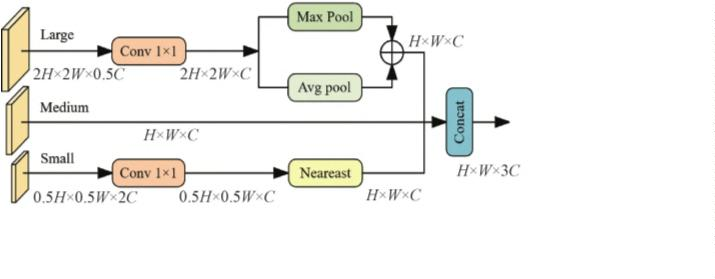 Max Pool
Large
H×W×C
Conv 1×1
2H×2W×0.5C
2H×2W×C
Avg pool
Medium
Concat
H×W×C
Small
Conv 1×1
Neareast
H×W×3C
0.5H×0.5W×2C
0.5H×0.5W×C
H×W×C